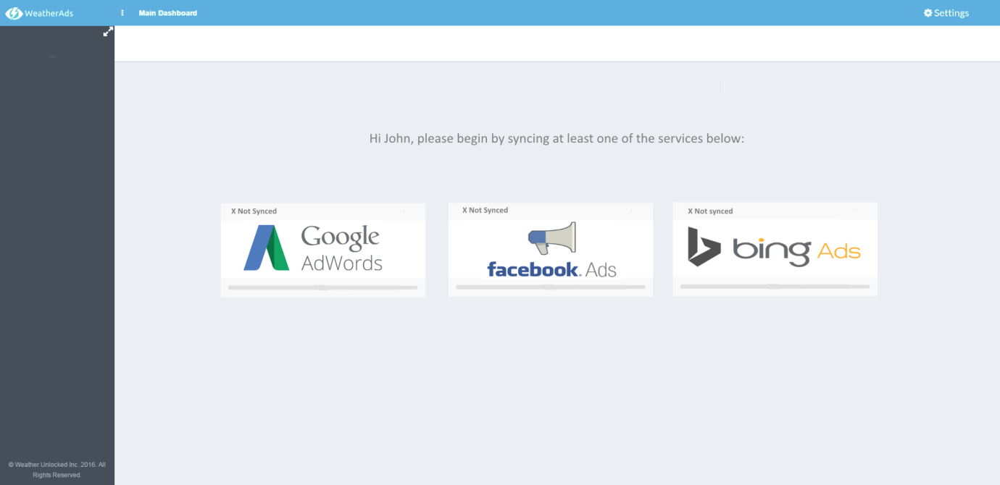 WeatherAds
Main Dashboard
Settings
Hi John, please begin by syncing at least one of the services below:
X Not Synced
Google
AdWords
X Not Synced
facebook. Ads
X Not synced
bing Ads
© Weather Unlocked Inc. 2016. All
Rights Reserved.